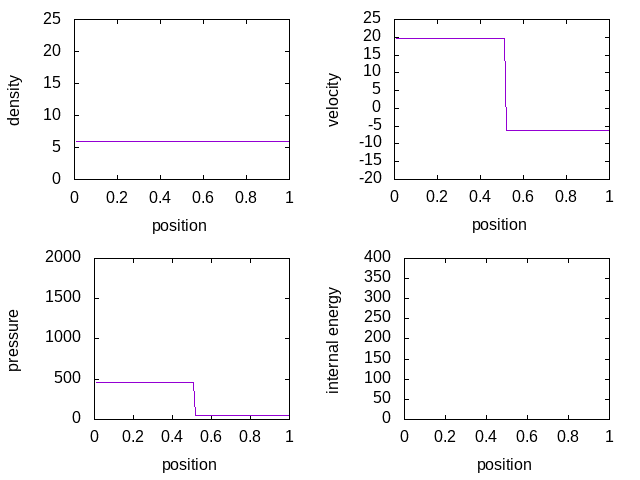 density
25
20
15
10
5
0
0 0.2 0.4 0.6 0.8 1
position
velocity
25
20
15
10
5
0
-5
-10
-15
-20
0 0.2 0.4 0.6 0.8 1
position
pressure
2000
1500
1000
500
0
0 0.2 0.4 0.6 0.8 1
position
internal energy
400
350
300
250
200
150
100
50
0
0 0.2 0.4 0.6 0.8 1
position